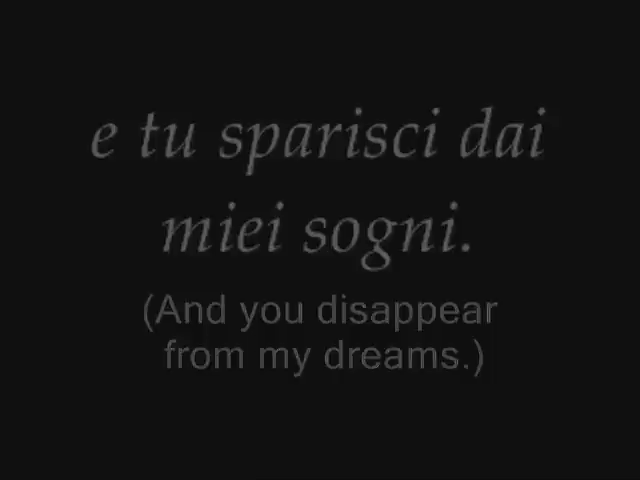 e tu sparisci dai
miei sogni.
(And you disappear
from my dreams.)